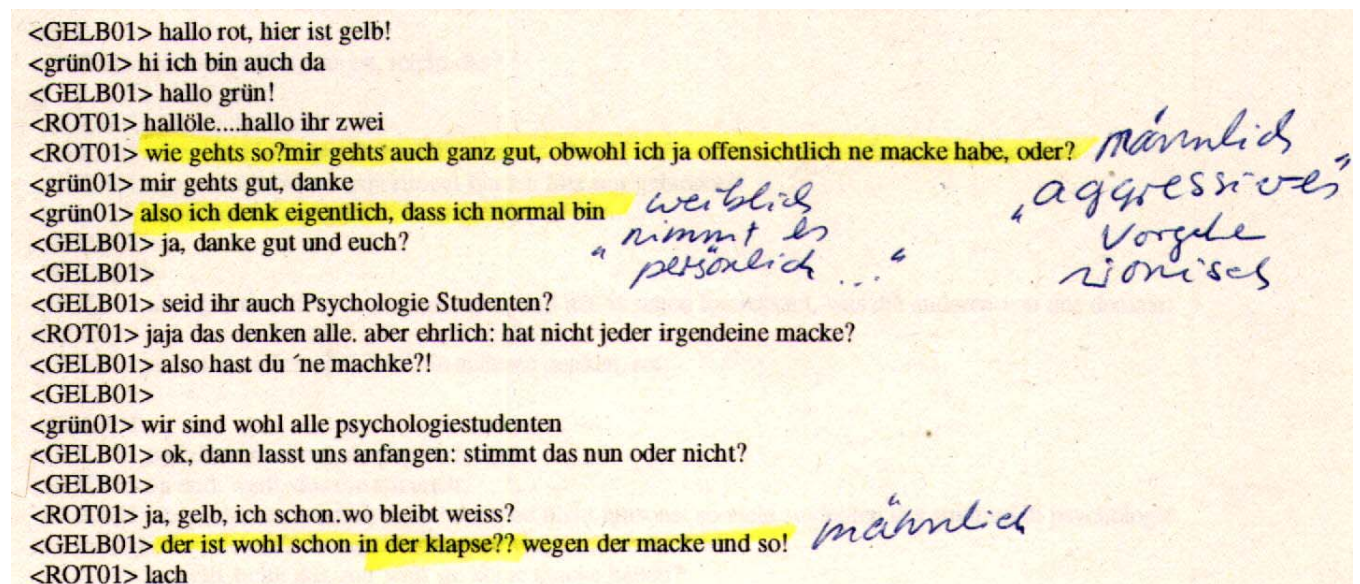 <GELB01> hallo rot, hier ist gelb!
<grün01> hi ich bin auch da
<GELB01> hallo grün!
<ROT01> hallöle....hallo ihr zwei
<ROT01> wie gehts so?mir gehts auch ganz gut, obwohl ich ja offensichtlich ne macke habe, oder? männlich
<grün01> mir gehts gut, danke „aggressives“
<grün01> also ich denk eigentlich, dass ich normal bin weiblich
<GELB01> ja, danke gut und euch? „nimmt es Vorgehe
<GELB01> persönlich ...“ ironisch
<GELB01> seid ihr auch Psychologie Studenten?
<ROT01> jaja das denken alle. aber ehrlich: hat nicht jeder irgendeine macke?
<GELB01> also hast du ´ne machke?!
<GELB01>
<grün01> wir sind wohl alle psychologiestudenten
<GELB01> ok, dann lasst uns anfangen: stimmt das nun oder nicht?
<GELB01>
<ROT01> ja, gelb, ich schon.wo bleibt weiss?
<GELB01> der ist wohl schon in der klapse?? wegen der macke und so! männlich
<ROT01> lach